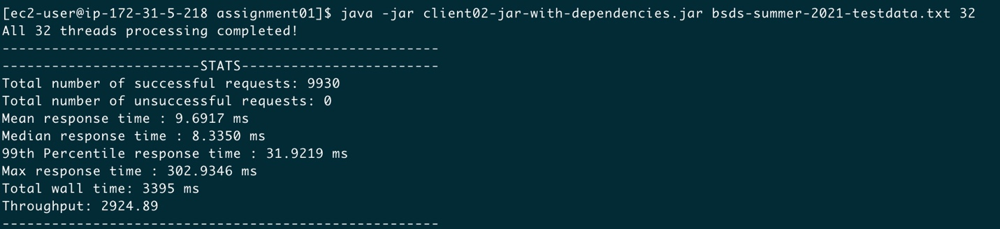 [ec2-user@ip-172-31-5-218 assignment01]$ java -jar client02-jar-with-dependencies.jar bsds-summer-2021-testdata.txt 32
All 32 threads processing completed!
-----------------------------------------------------
------------------------STATS------------------------
Total number of successful requests: 9930
Total number of unsuccessful requests: 0
Mean response time : 9.6917 ms
Median response time : 8.3350 ms
99th Percentile response time : 31.9219 ms
Max response time : 302.9346 ms
Total wall time: 3395 ms
Throughput: 2924.89
-----------------------------------------------------